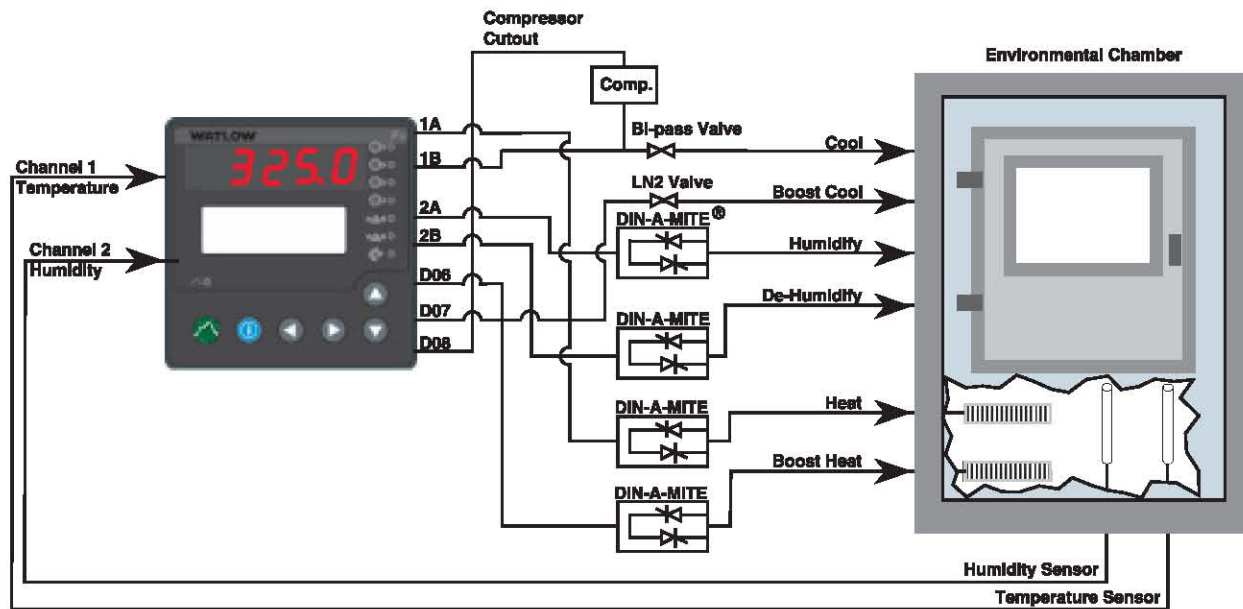 Compressor
Cutout
Environmental Chamber
Comp.
WATLOW
325.0
1A
1B
2A
2B
D06
D07
D08
Channel 1
Temperature
Channel 2
Humidity
Bi-pass Valve
Cool
LN2 Valve
Boost Cool
DIN-A-MITE®
Humidify
De-Humidify
DIN-A-MITE
DIN-A-MITE
Heat
Boost Heat
DIN-A-MITE
Humidity Sensor
Temperature Sensor